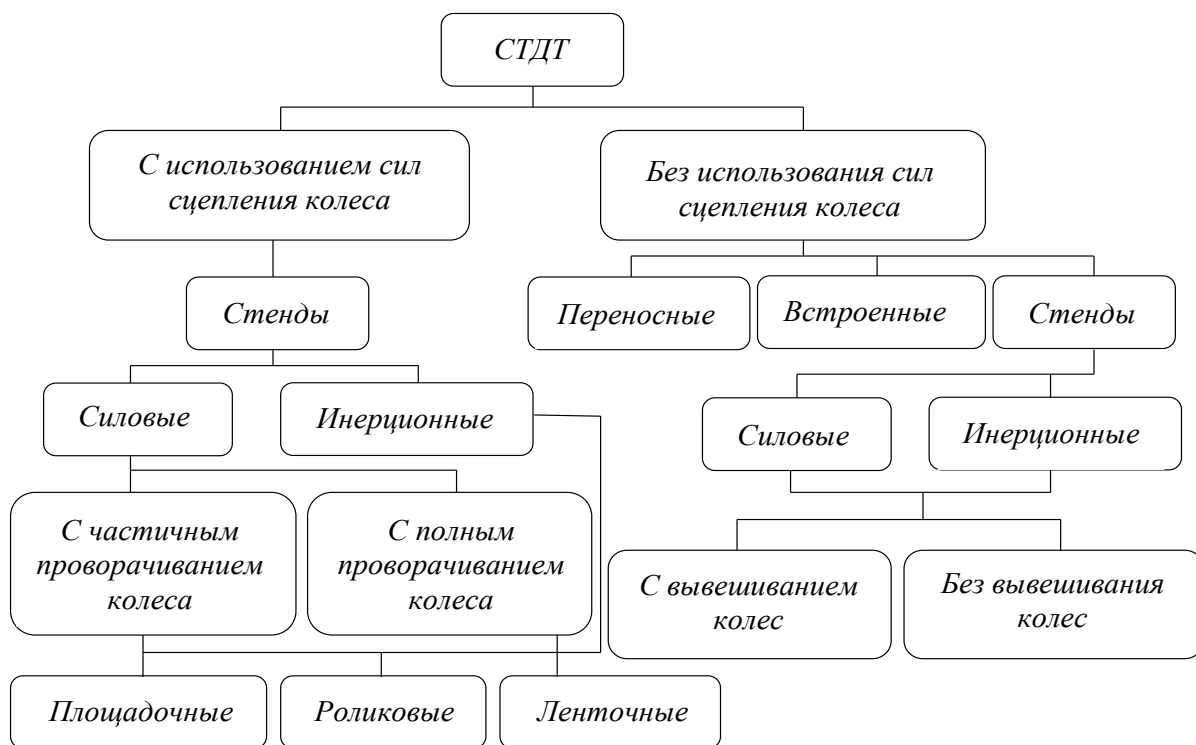 СТДТ
С использованием сил
сцепления колеса
Без использования сил
сцепления колеса
Стенды
Переносные
Встроенные
Стенды
Силовые
Инерционные
Силовые
Инерционные
С частичным
проворачиванием
колеса
С полным
проворачиванием
колеса
С вывешиванием
колес
Без вывешивания
колес
Площадочные
Роликовые
Ленточные